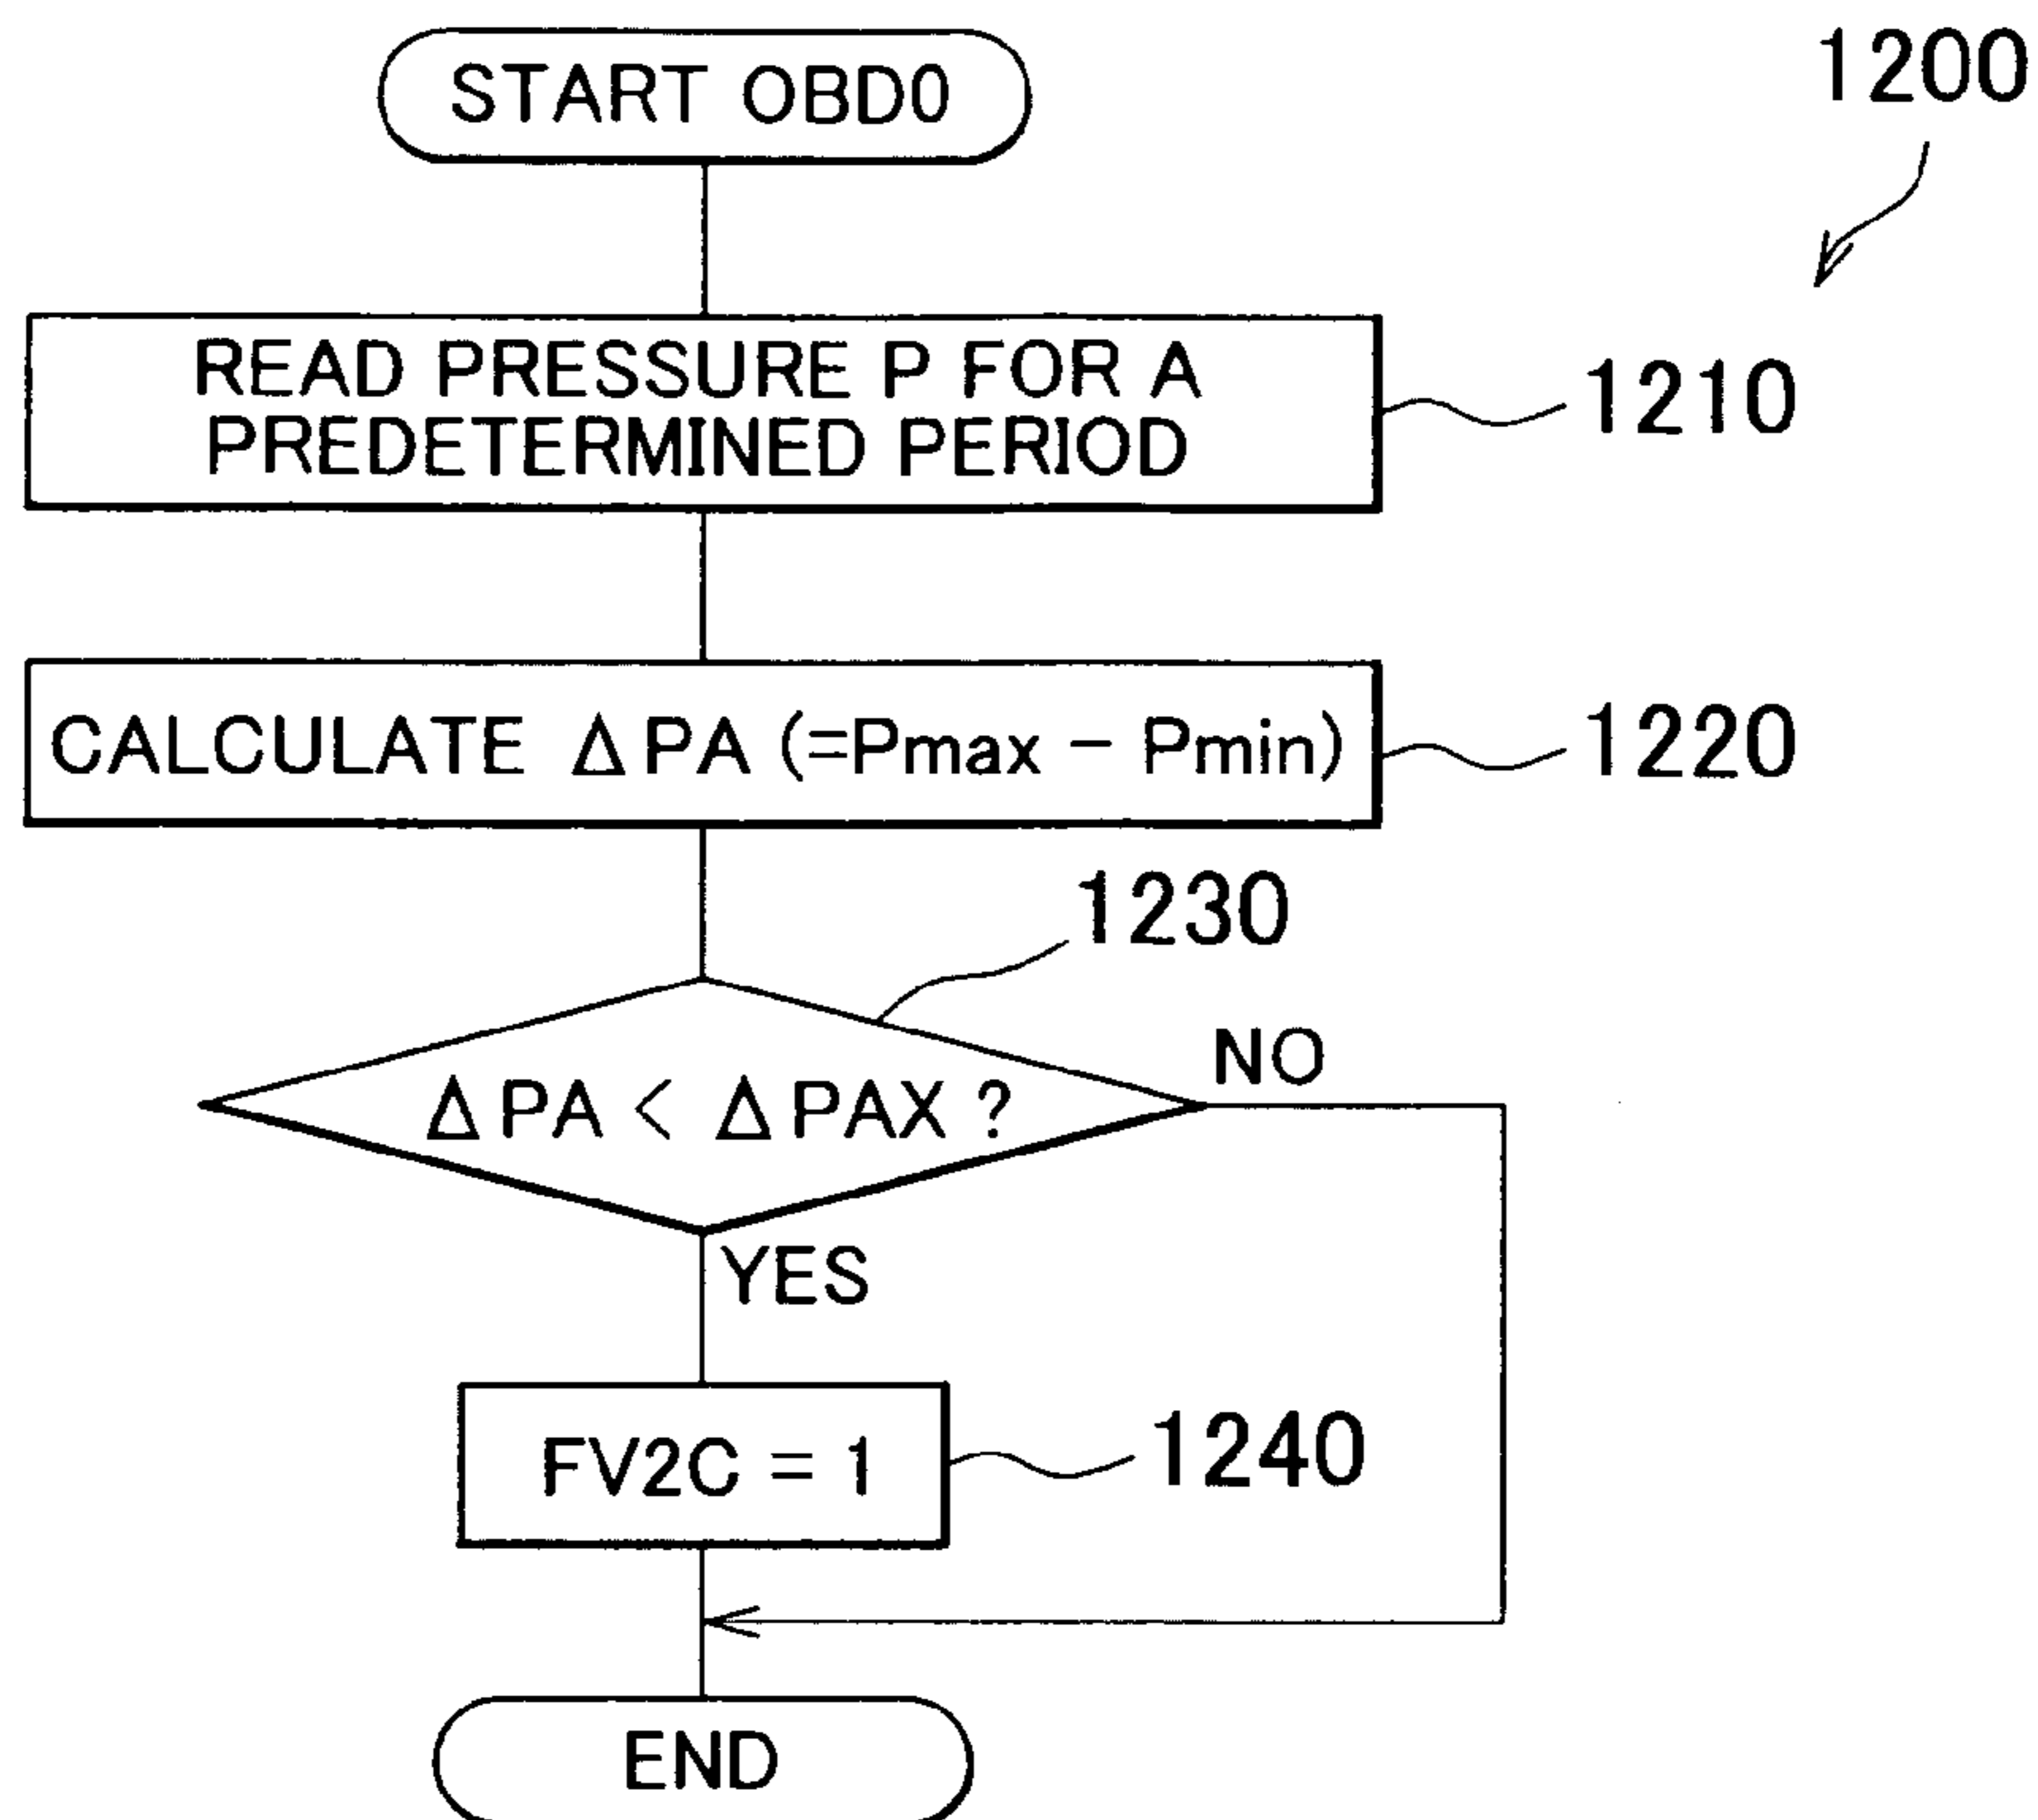 START OBD0
1200
READ PRESSURE P FOR A
PREDETERMINED PERIOD
1210
CALCULATE ΔPA (=Pmax − Pmin)
1220
1230
ΔPA < ΔPAX ?
NO
YES
FV2C = 1
1240
END